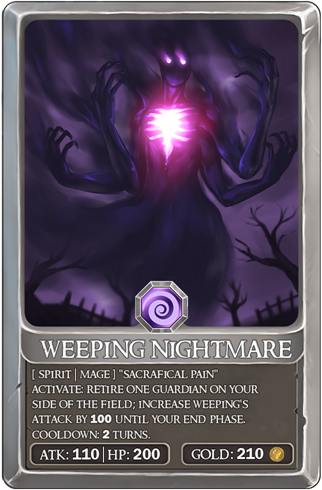 WEEPING NIGHTMARE
[ SPIRIT | MAGE ] "SACRAFICAL PAIN"
ACTIVATE: RETIRE ONE GUARDIAN ON YOUR
SIDE OF THE FIELD; INCREASE WEEPING'S
ATTACK BY 100 UNTIL YOUR END PHASE.
COOLDOWN: 2 TURNS.
ATK: 110 | HP: 200 GOLD: 210